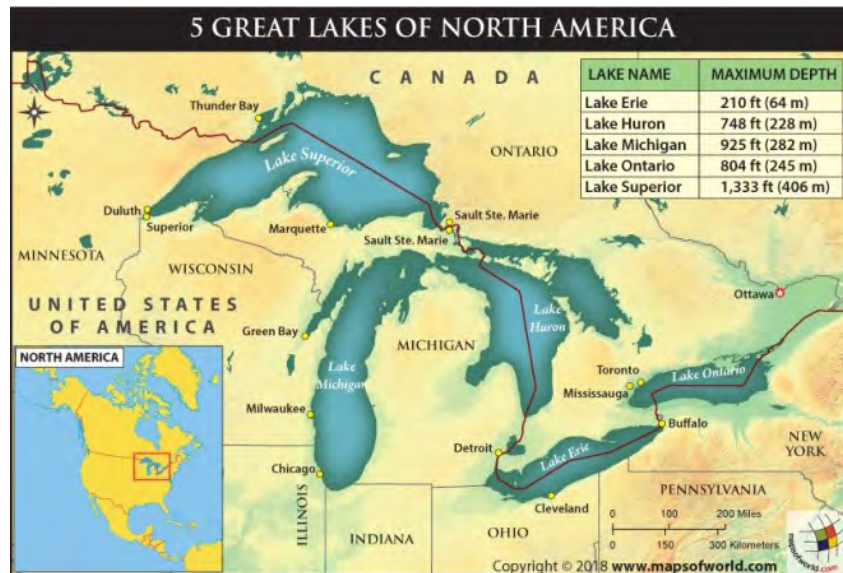 5 GREAT LAKES OF NORTH AMERICA
CANADA
LAKE NAME MAXIMUM DEPTH
Lake Erie 210 ft (64 m)
Lake Huron 748 ft (228 m)
Lake Michigan 925 ft (282 m)
Lake Ontario 804 ft (245 m)
Lake Superior 1,333 ft (406 m)
Thunder Bay
Lake Superior
ONTARIO
Duluth
Superior
Marquette
Sault Ste. Marie
Sault Ste. Marie
MINNESOTA
WISCONSIN
UNITED STATES
OF AMERICA
Ottawa
Green Bay
Lake
Huron
MICHIGAN
Lake
Michigan
NORTH AMERICA
Toronto
Lake Ontario
Mississauga
Milwaukee
Buffalo
Detroit
NEW
YORK
Lake Erie
Chicago
ILLINOIS
Cleveland
PENNSYLVANIA
INDIANA
OHIO
0 100 200 Miles
0 150 300 Kilometers
Copyright © 2018 www.mapsofworld.com
mapsofworld.com